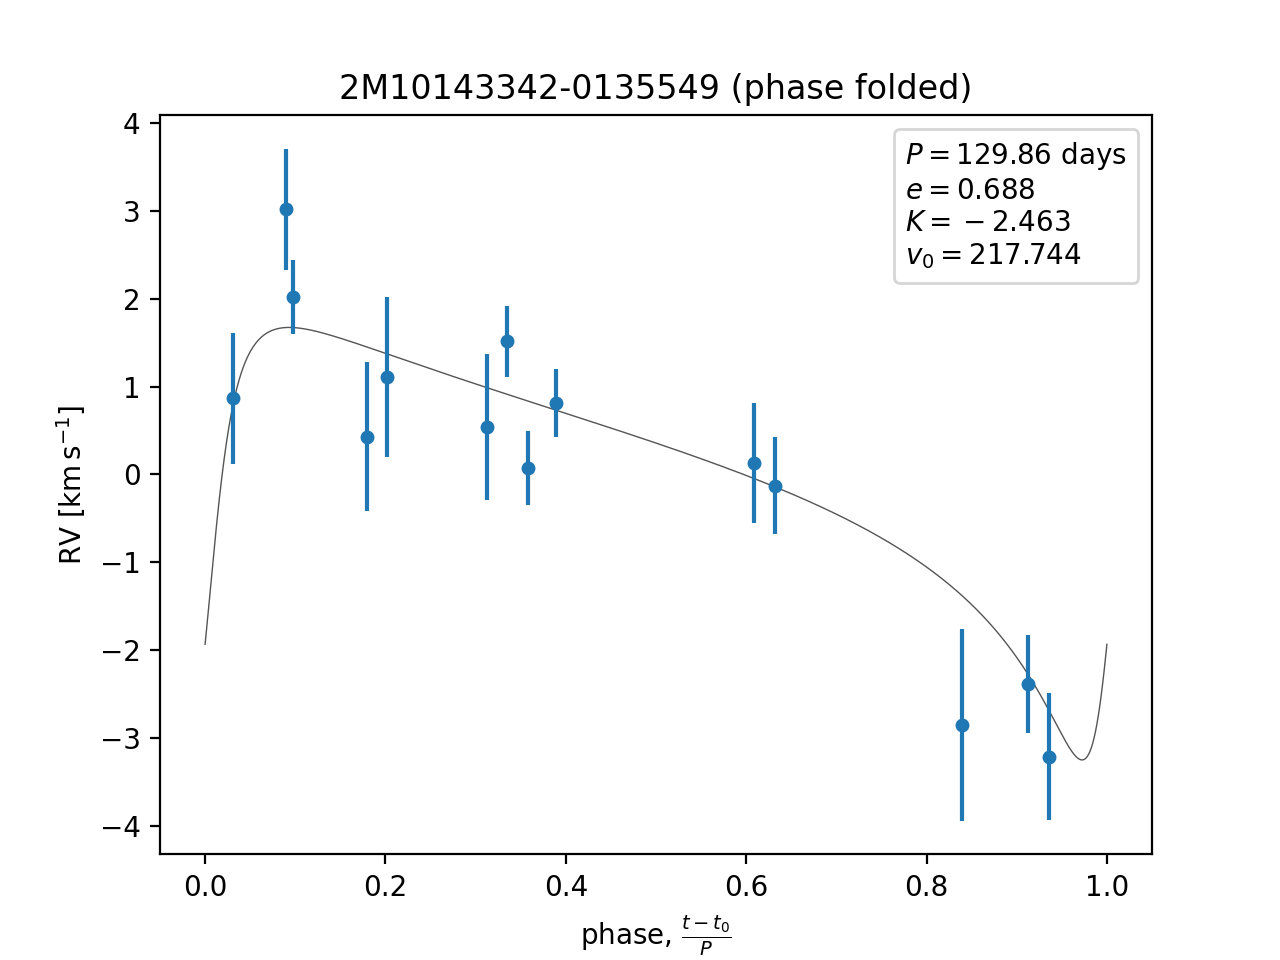 2M10143342-0135549 (phase folded)
P = 129.86 days
e = 0.688
K = −2.463
v₀ = 217.744
RV [km s⁻¹]
4
3
2
1
0
−1
−2
−3
−4
0.0 0.2 0.4 0.6 0.8 1.0
phase, (t − t₀)/P